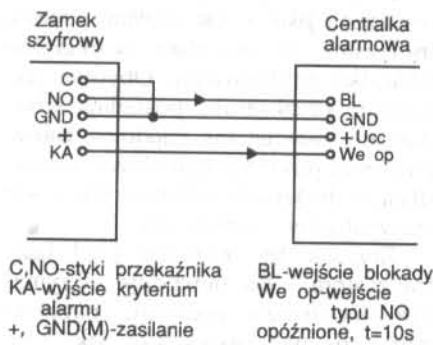 Zamek
szyfrowy
Centralka
alarmowa
C
NO
GND
+
KA
BL
GND
+Ucc
We op
C,NO-styki przekaźnika
KA-wyjście kryterium
alarmu
+, GND(M)-zasilanie
BL-wejście blokady
We op-wejście
typu NO
opóźnione, t=10s